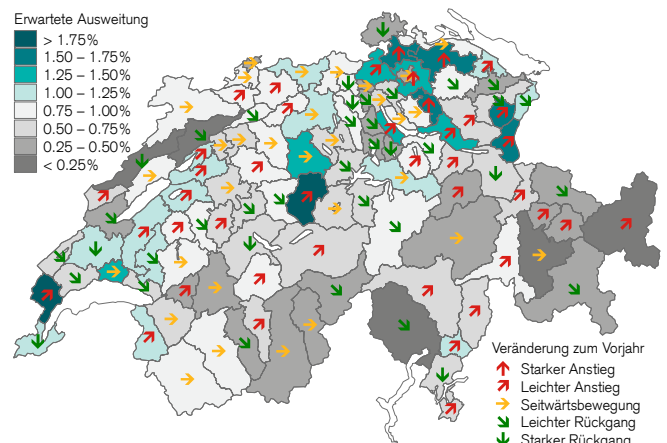 Erwartete Ausweitung
> 1.75%
1.50 – 1.75%
1.25 – 1.50%
1.00 – 1.25%
0.75 – 1.00%
0.50 – 0.75%
0.25 – 0.50%
< 0.25%
Veränderung zum Vorjahr
Starker Anstieg
Leichter Anstieg
Seitwärtsbewegung
Leichter Rückgang
Starker Rückgang